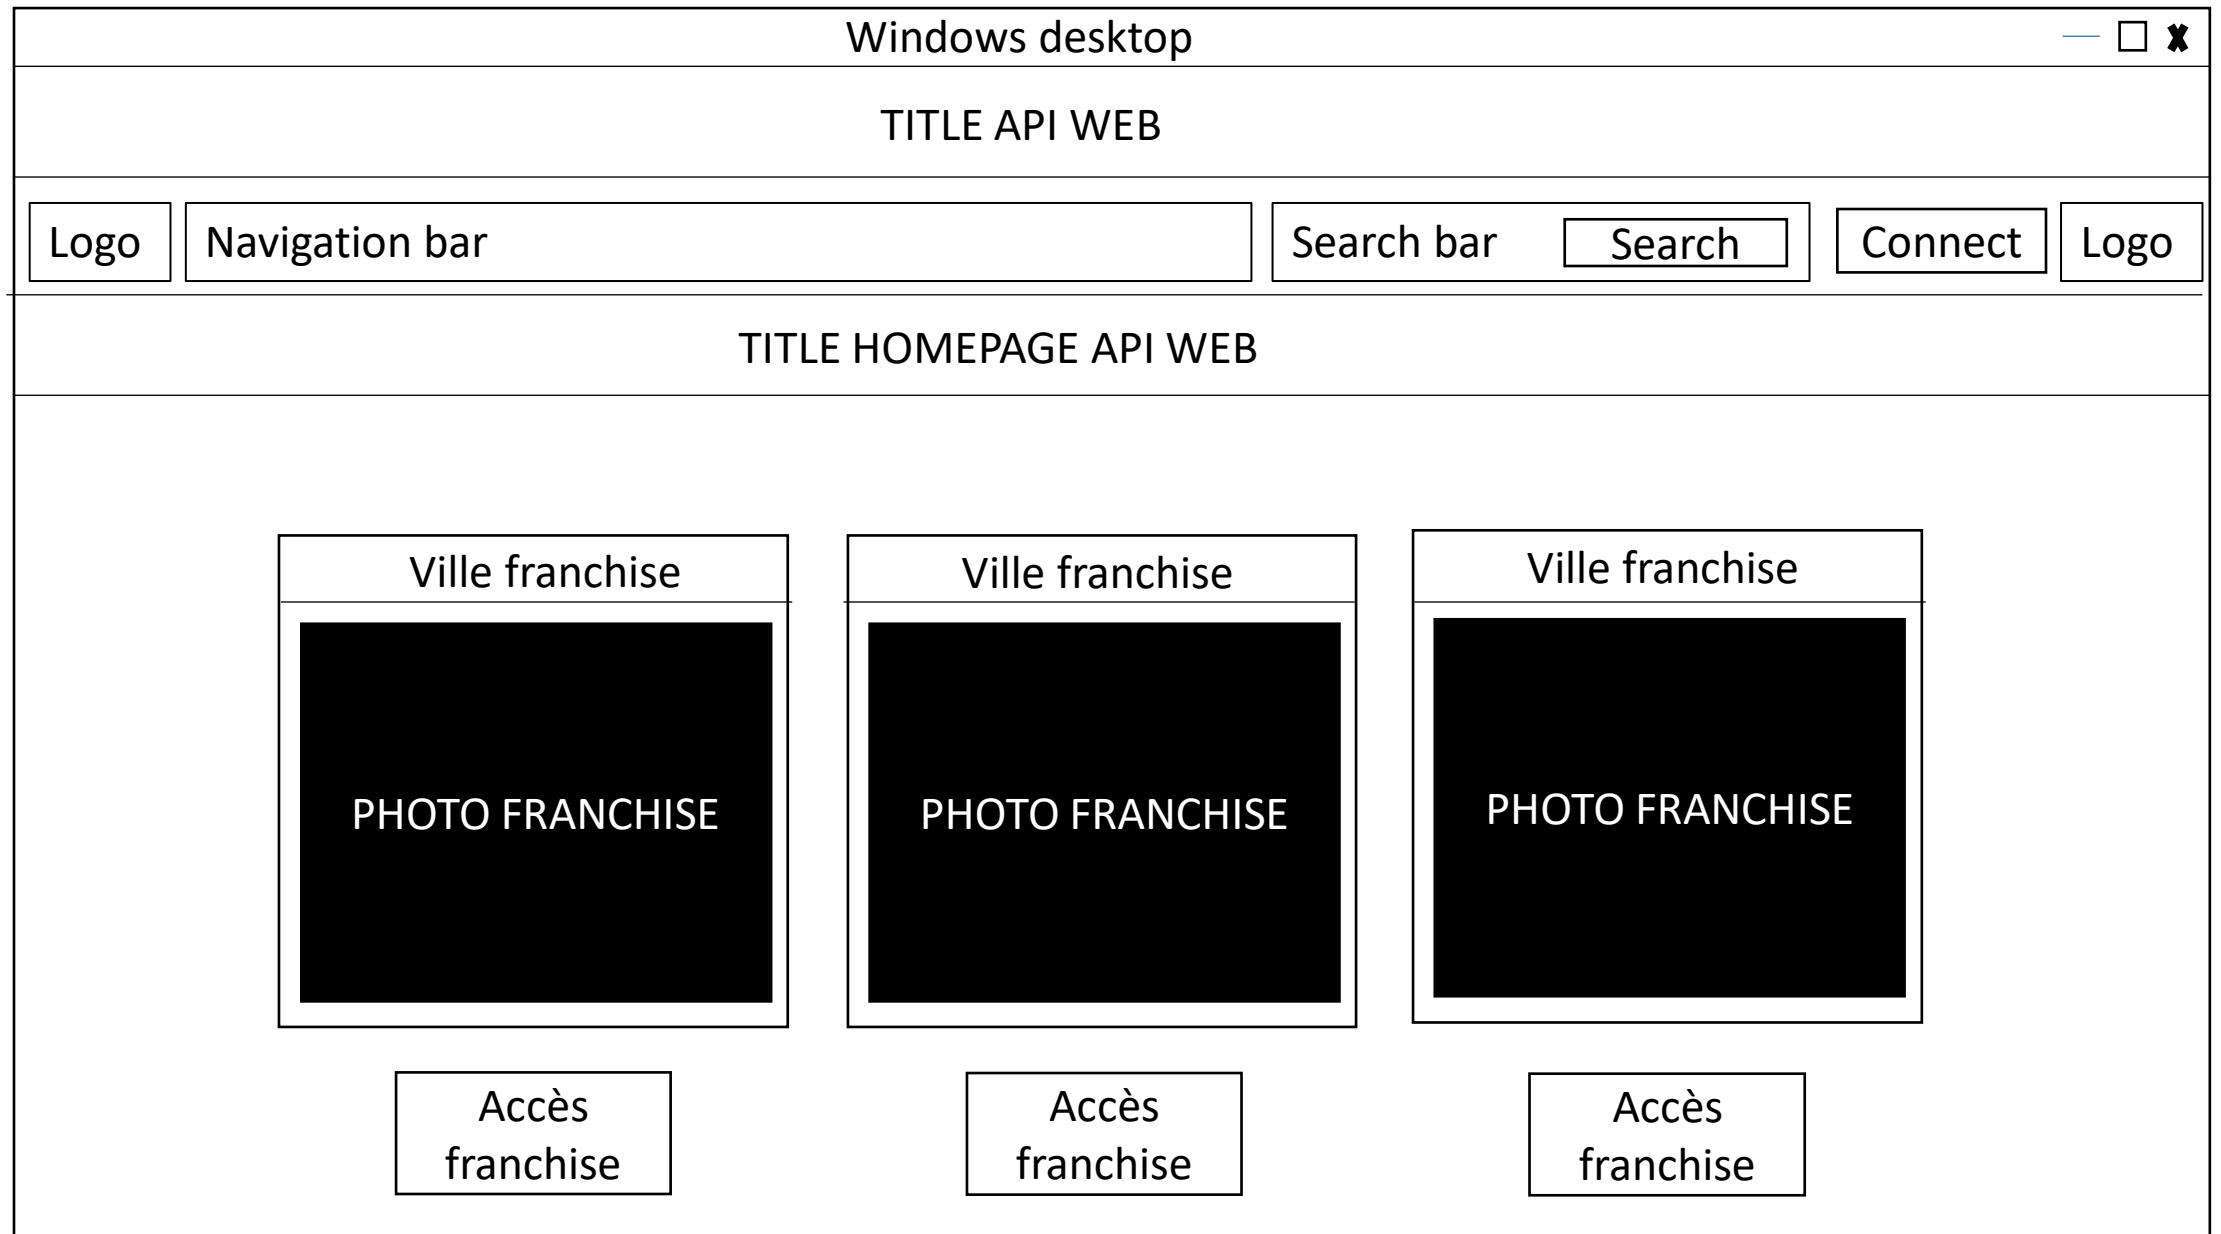 Windows desktop
TITLE API WEB
Logo
Navigation bar
Search bar
Search
Connect
Logo
TITLE HOMEPAGE API WEB
Ville franchise
Ville franchise
Ville franchise
PHOTO FRANCHISE
PHOTO FRANCHISE
PHOTO FRANCHISE
Accès
franchise
Accès
franchise
Accès
franchise